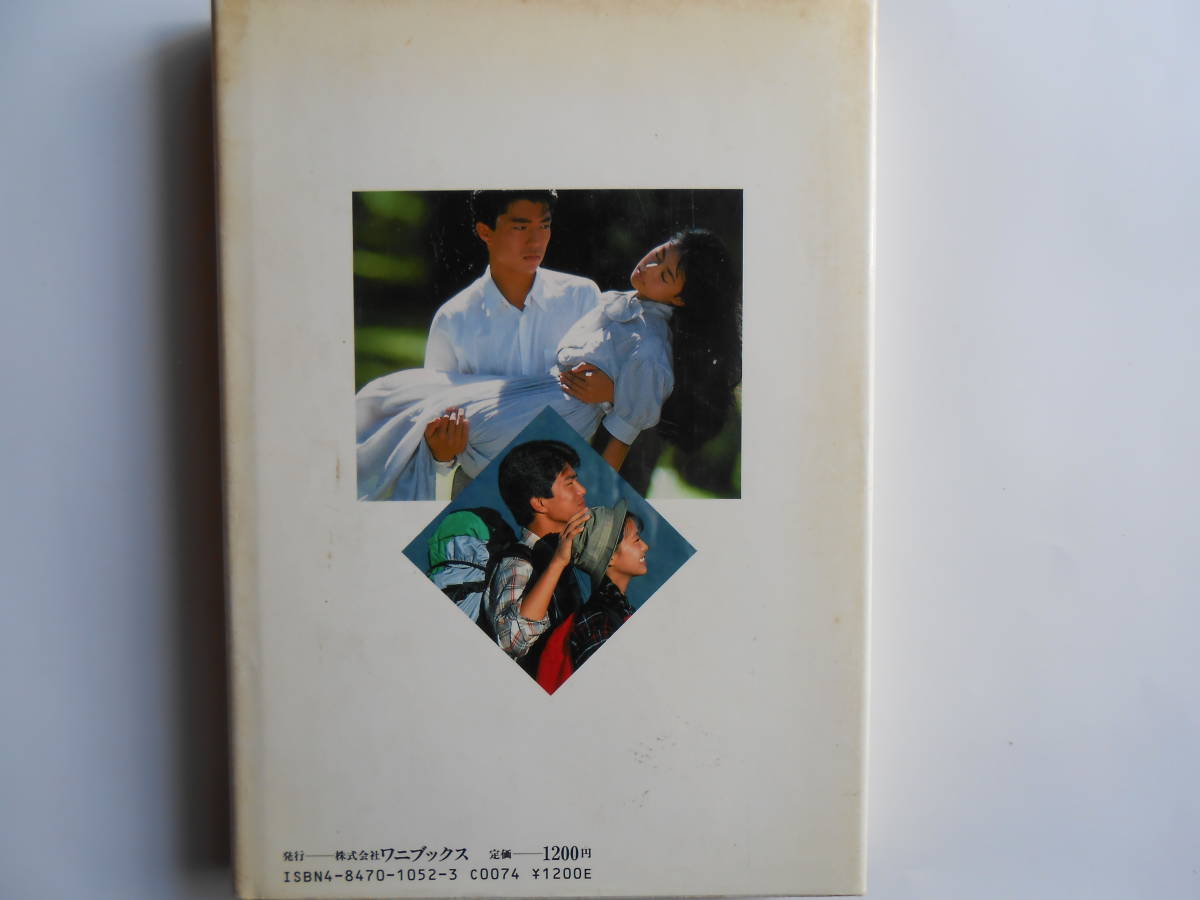 発行──株式会社ワニブックス 定価──1200円
ISBN4-8470-1052-3 C0074 ¥1200E